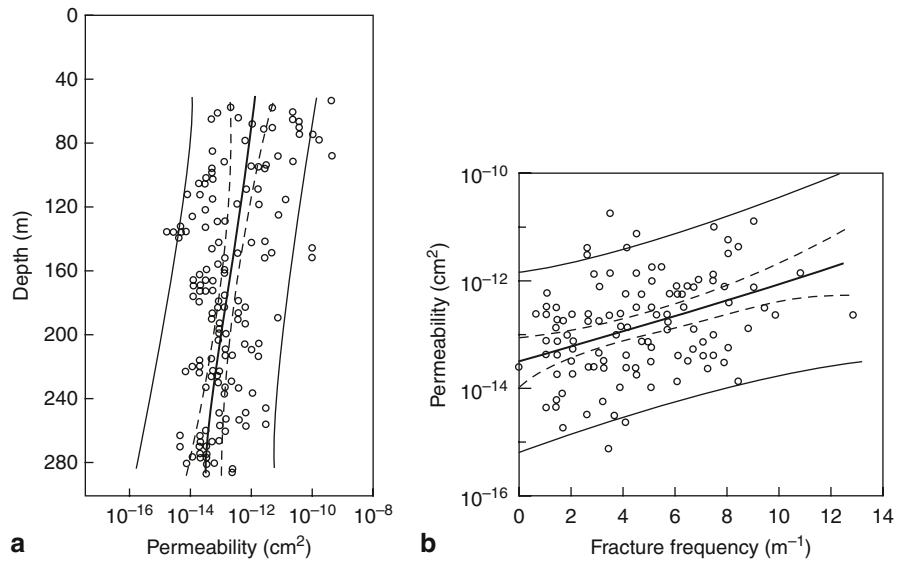 0
40
80
120
160
200
240
280
Depth (m)
10⁻¹⁶ 10⁻¹⁴ 10⁻¹² 10⁻¹⁰ 10⁻⁸
a Permeability (cm²)
10⁻¹⁰
10⁻¹²
10⁻¹⁴
10⁻¹⁶
Permeability (cm²)
0 2 4 6 8 10 12 14
b Fracture frequency (m⁻¹)